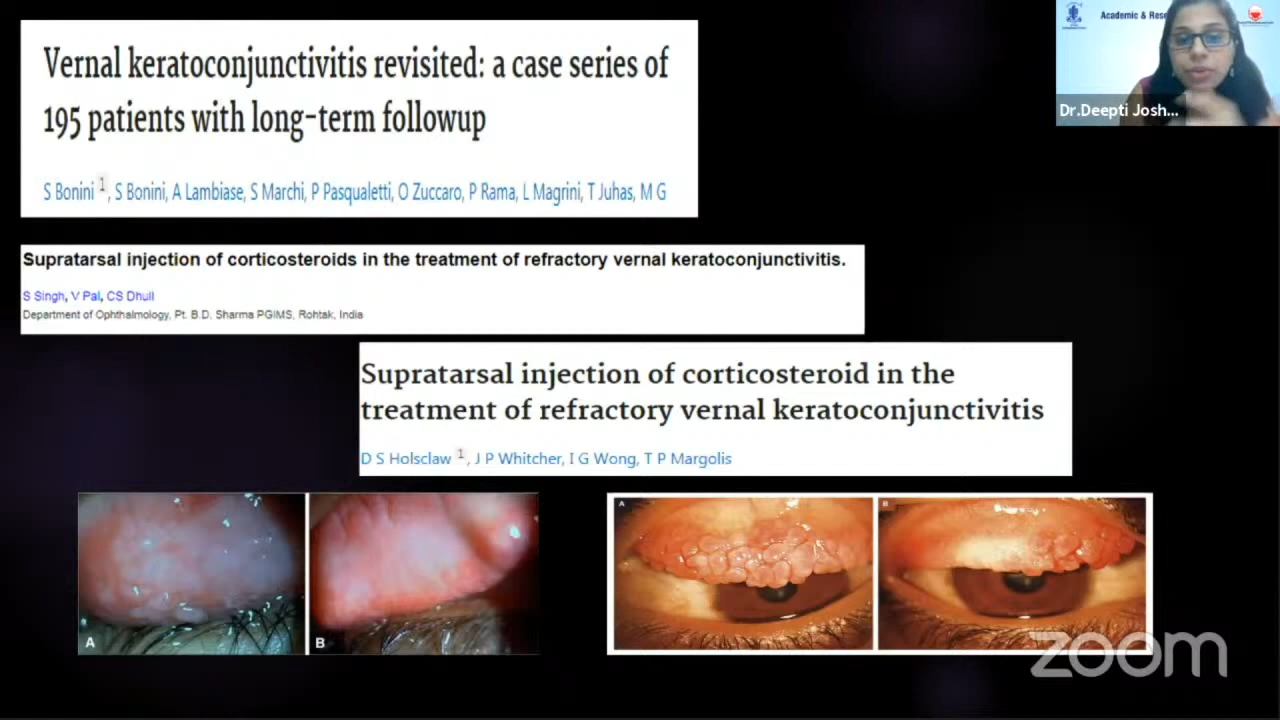 Vernal keratoconjunctivitis revisited: a case series of
195 patients with long-term followup
S Bonini 1, S Bonini, A Lambiase, S Marchi, P Pasqualetti, O Zuccaro, P Rama, L Magrini, T Juhas, M G
Supratarsal injection of corticosteroids in the treatment of refractory vernal keratoconjunctivitis.
S Singh, V Pal, CS Dhull
Department of Ophthalmology, Pt. B.D. Sharma PGIMS, Rohtak, India
Supratarsal injection of corticosteroid in the
treatment of refractory vernal keratoconjunctivitis
D S Holsclaw 1, J P Whitcher, I G Wong, T P Margolis
A
B
A
B
Academic & Rese
Dr.Deepti Josh...
zoom